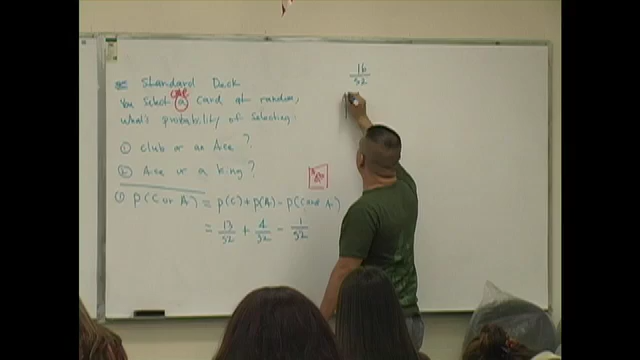 Standard Deck
one
You select a card at random,
what's probability of selecting:
① club or an Ace ?
② Ace or a king ?
① P(C or A) = P(C) + P(A) - P(C and A)
= 13/52 + 4/52 - 1/52
16/52